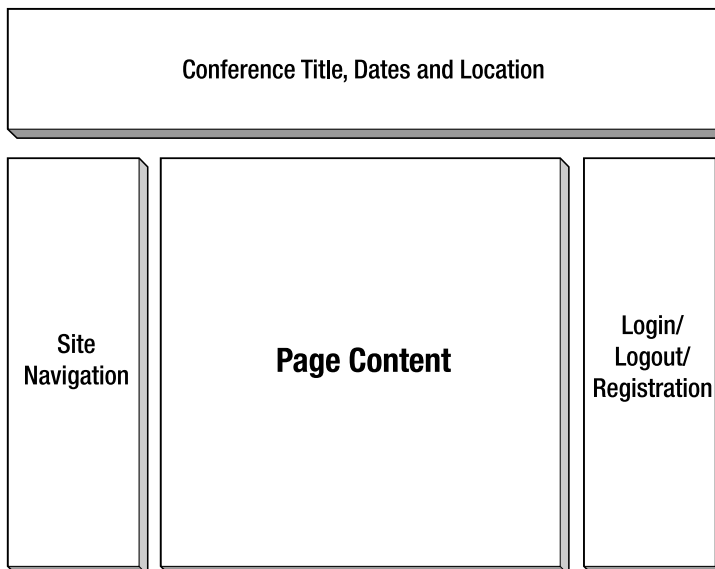 Conference Title, Dates and Location
Site
Navigation
Page Content
Login/
Logout/
Registration